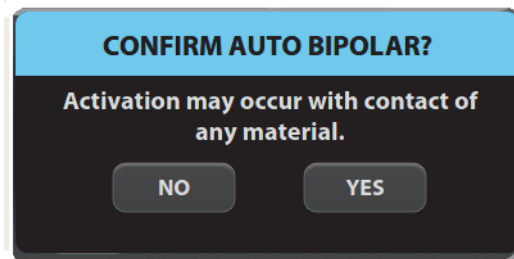 CONFIRM AUTO BIPOLAR?
Activation may occur with contact of
any material.
NO
YES